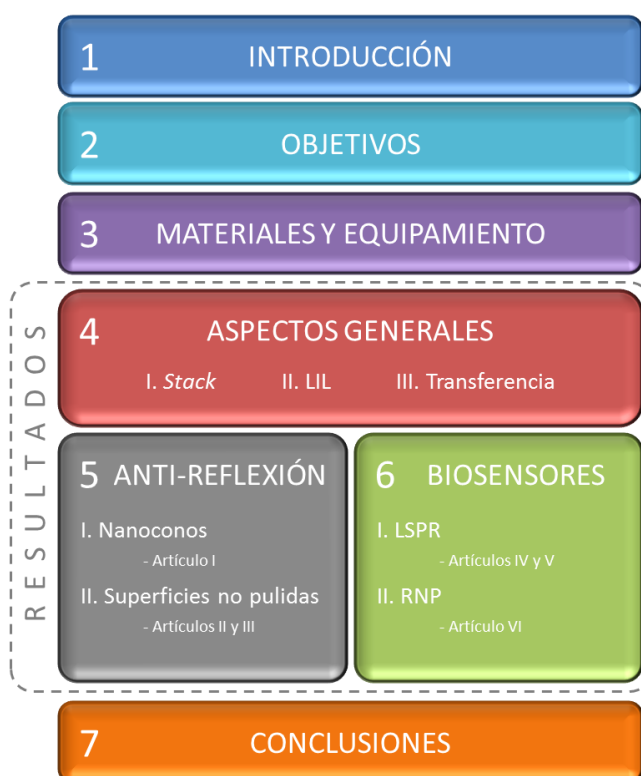 1 INTRODUCCIÓN
2 OBJETIVOS
3 MATERIALES Y EQUIPAMIENTO
RESULTADOS
4 ASPECTOS GENERALES
I. Stack II. LIL III. Transferencia
5 ANTI-REFLEXIÓN
I. Nanoconos
- Artículo I
II. Superficies no pulidas
- Artículos II y III
6 BIOSENSORES
I. LSPR
- Artículos IV y V
II. RNP
- Artículo VI
7 CONCLUSIONES